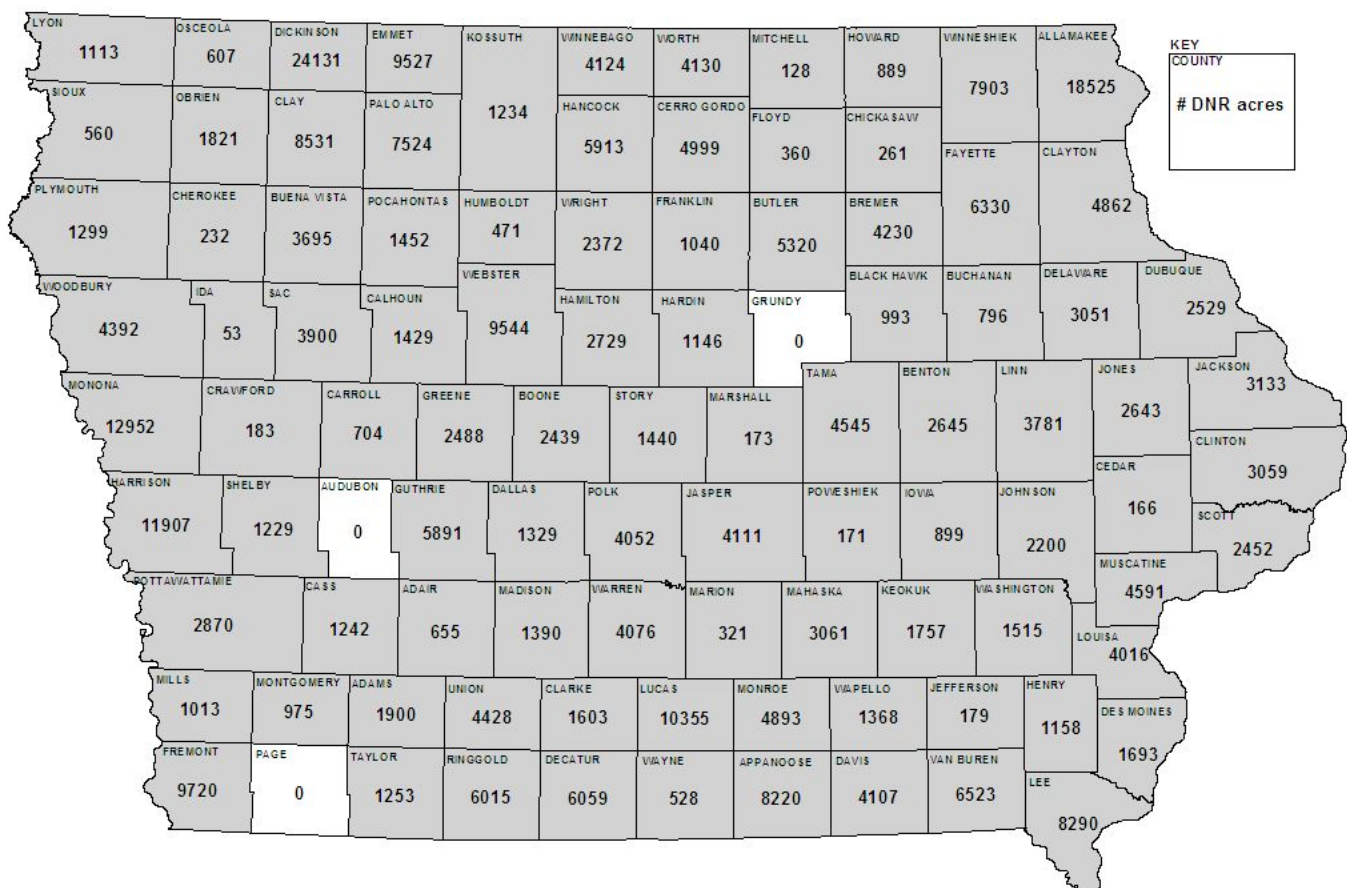 LYON
1113
OSCEOLA
607
DICKINSON
24131
EMMET
9527
KOSSUTH
1234
WINNEBAGO
4124
WORTH
4130
MITCHELL
128
HOWARD
889
WINNESHIEK
7903
ALLAMAKEE
18525
KEY
COUNTY
# DNR acres
SIOUX
560
OBRIEN
1821
CLAY
8531
PALO ALTO
7524
HANCOCK
5913
CERRO GORDO
4999
FLOYD
360
CHICKASAW
261
FAYETTE
6330
CLAYTON
4862
PLYMOUTH
1299
CHEROKEE
232
BUENA VISTA
3695
POCAHONTAS
1452
HUMBOLDT
471
WRIGHT
2372
FRANKLIN
1040
BUTLER
5320
BREMER
4230
WOODBURY
4392
IDA
53
SAC
3900
CALHOUN
1429
WEBSTER
9544
HAMILTON
2729
HARDIN
1146
GRUNDY
0
BLACK HAWK
993
BUCHANAN
796
DELAWARE
3051
DUBUQUE
2529
MONONA
12952
CRAWFORD
183
CARROLL
704
GREENE
2488
BOONE
2439
STORY
1440
MARSHALL
173
TAMA
4545
BENTON
2645
LINN
3781
JONES
2643
JACKSON
3133
CLINTON
3059
HARRISON
11907
SHELBY
1229
AUDUBON
0
GUTHRIE
5891
DALLAS
1329
POLK
4052
JASPER
4111
POWESHIEK
171
IOWA
899
JOHNSON
2200
CEDAR
166
SCOTT
2452
MUSCATINE
4591
POTTAWATTAMIE
2870
CASS
1242
ADAIR
655
MADISON
1390
WARREN
4076
MARION
321
MAHASKA
3061
KEOKUK
1757
WASHINGTON
1515
LOUISA
4016
MILLS
1013
MONTGOMERY
975
ADAMS
1900
UNION
4428
CLARKE
1603
LUCAS
10355
MONROE
4893
WAPELLO
1368
JEFFERSON
179
HENRY
1158
DES MOINES
1693
FREMONT
9720
PAGE
0
TAYLOR
1253
RINGGOLD
6015
DECATUR
6059
WAYNE
528
APPANOOSE
8220
DAVIS
4107
VAN BUREN
6523
LEE
8290